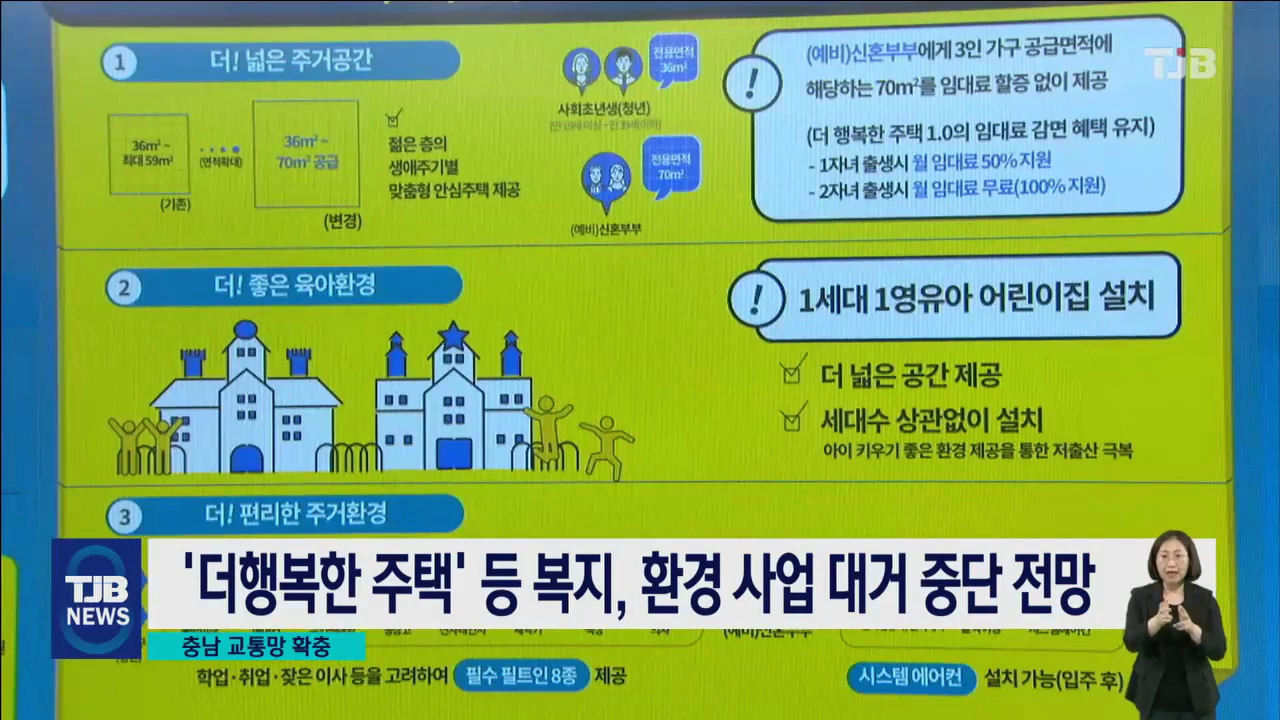 1 더! 넓은 주거공간
36m² ~
최대 59m²
(기존)
(면적확대)
36m² ~
70m² 공급
(변경)
젊은 층의
생애주기별
맞춤형 안심주택 제공
전용면적
36m²
사회초년생(청년)
전용면적
70m²
(예비)신혼부부
!
(예비)신혼부부에게 3인 가구 공급면적에
해당하는 70m²를 임대료 할증 없이 제공
(더 행복한 주택 1.0의 임대료 감면 혜택 유지)
- 1자녀 출생시 월 임대료 50% 지원
- 2자녀 출생시 월 임대료 무료(100% 지원)
TJB
2 더! 좋은 육아환경
!
1세대 1영유아 어린이집 설치
더 넓은 공간 제공
세대수 상관없이 설치
아이 키우기 좋은 환경 제공을 통한 저출산 극복
3 더! 편리한 주거환경
TJB
NEWS
'더행복한 주택' 등 복지, 환경 사업 대거 중단 전망
충남 교통망 확충
학업·취업·잦은 이사 등을 고려하여 필수 필트인 8종 제공
시스템 에어컨 설치 가능(입주 후)